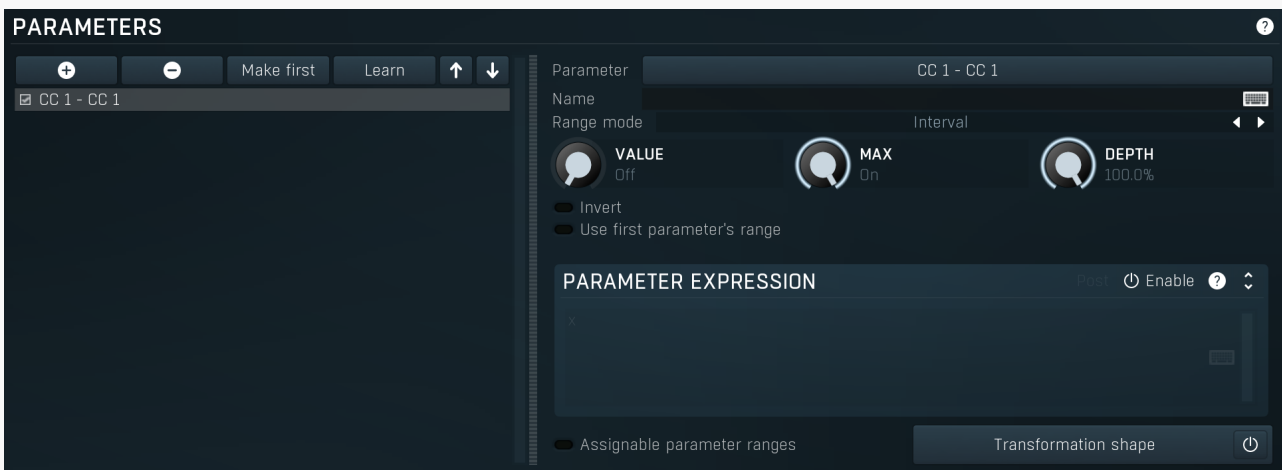 PARAMETERS
?
Make first
Learn
CC 1 - CC 1
Parameter
CC 1 - CC 1
Name
Range mode
Interval
VALUE
Off
MAX
On
DEPTH
100.0%
Invert
Use first parameter's range
PARAMETER EXPRESSION
Post
Enable
?
x
Assignable parameter ranges
Transformation shape